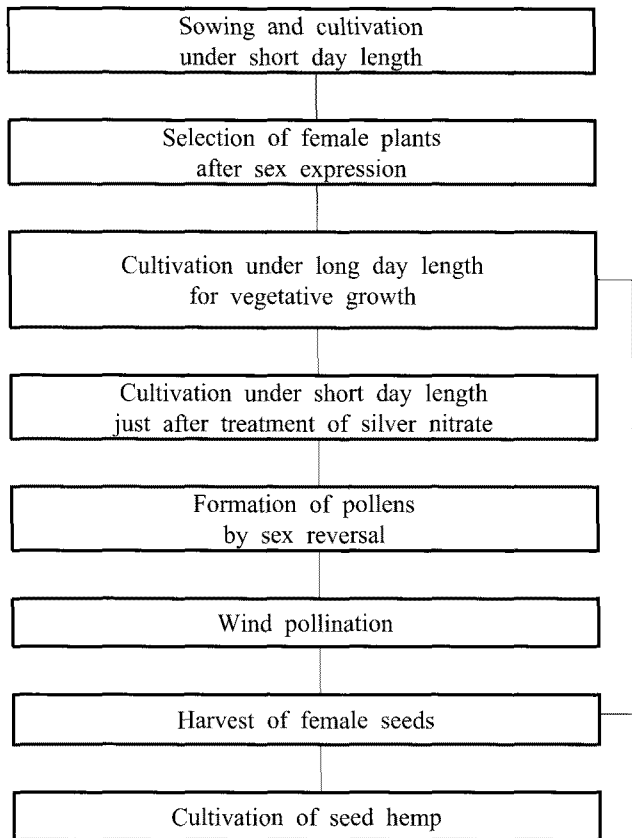 Sowing and cultivation
under short day length
Selection of female plants
after sex expression
Cultivation under long day length
for vegetative growth
Cultivation under short day length
just after treatment of silver nitrate
Formation of pollens
by sex reversal
Wind pollination
Harvest of female seeds
Cultivation of seed hemp